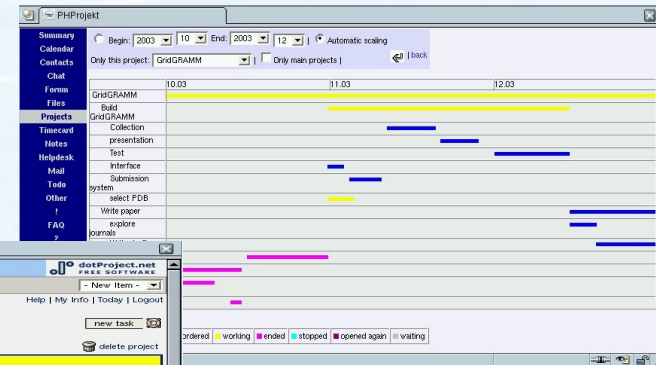 PHProjekt
Summary
Calendar
Contacts
Chat
Forum
Files
Projects
Timecard
Notes
Helpdesk
Mail
Todo
Other
!
FAQ
?
Begin: 2003 10 End: 2003 12 | Automatic scaling
Only this project: GridGRAMM | Only main projects | back
10.03 11.03 12.03
GridGRAMM
Build
GridGRAMM
Collection
presentation
Test
Interface
Submission
system
select PDB
Write paper
explore
journals
ordered working ended stopped opened again waiting
dotProject.net
FREE SOFTWARE
- New Item -
Help | My Info | Today | Logout
new task
delete project